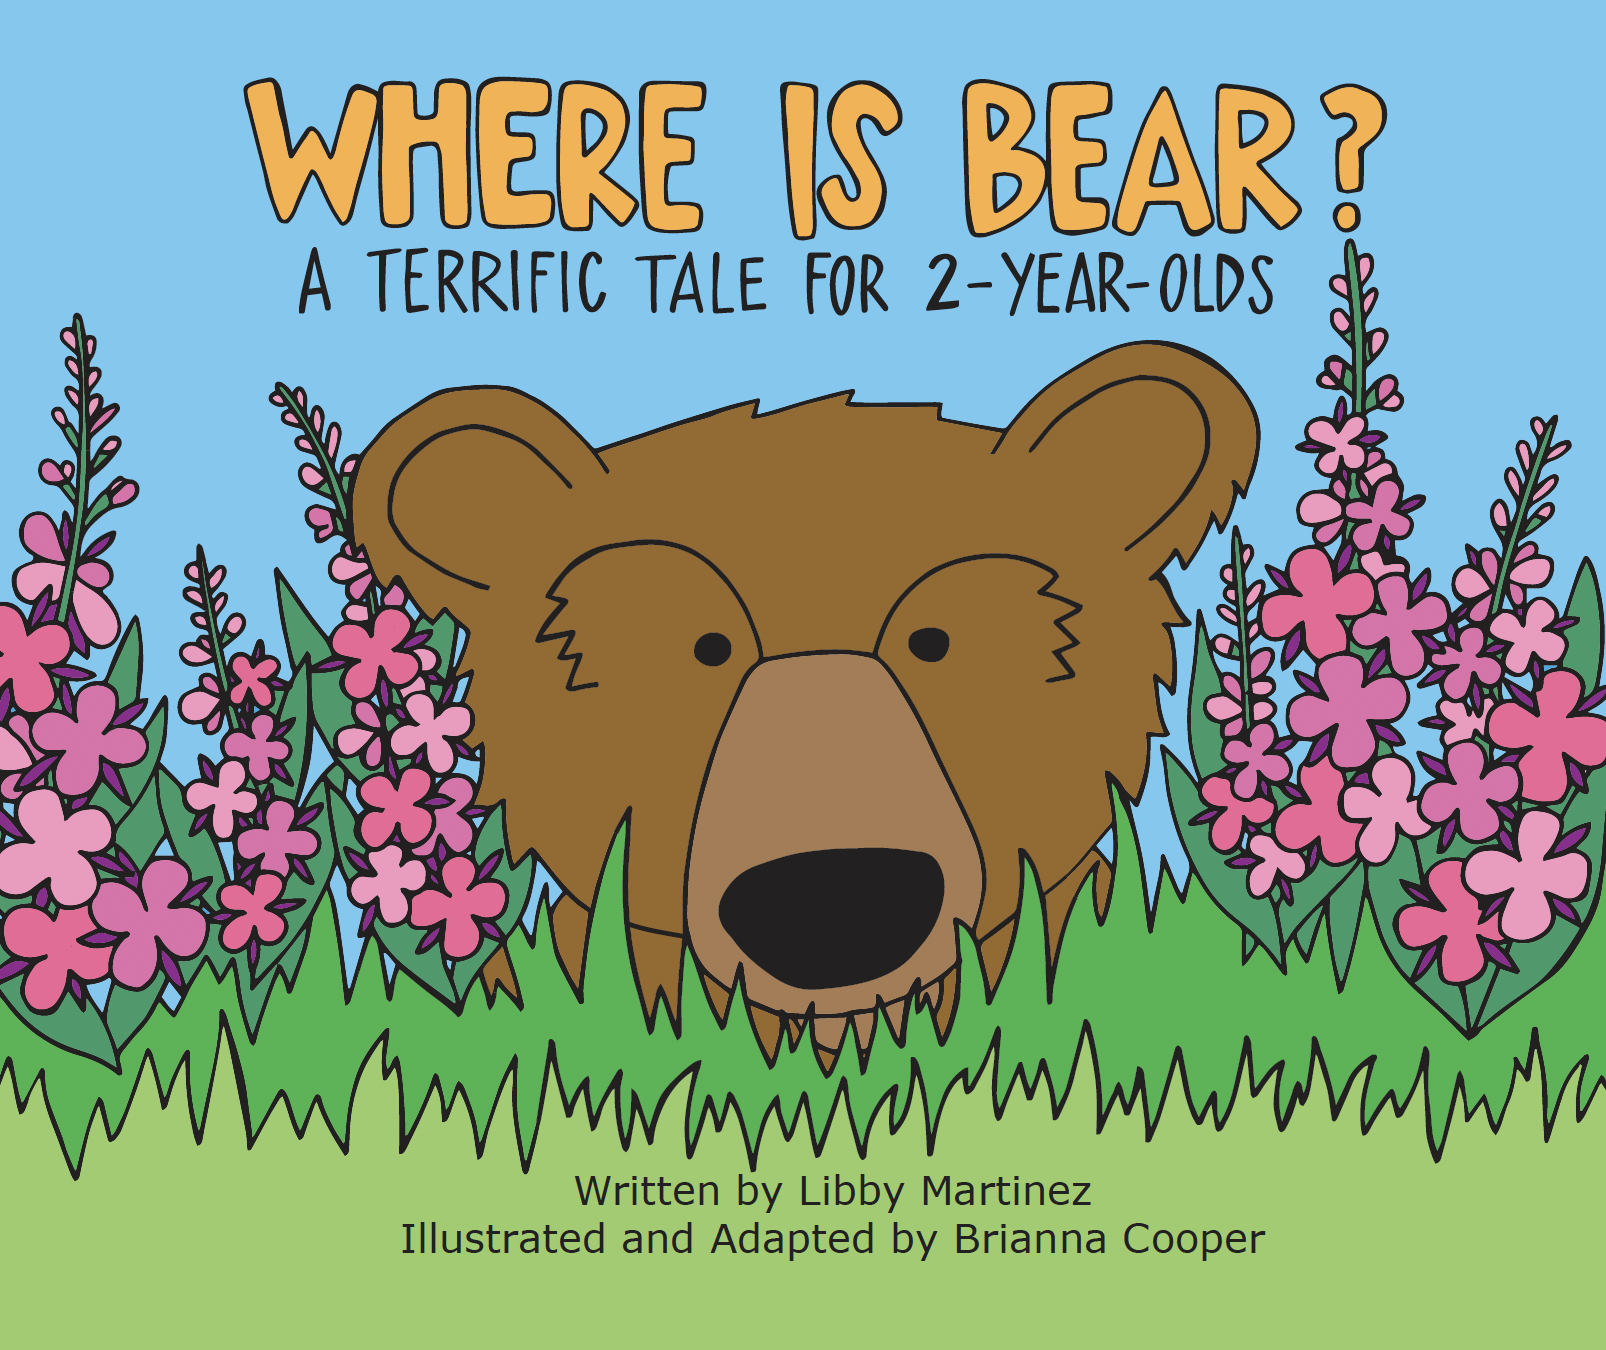 WHERE IS BEAR?
A TERRIFIC TALE FOR 2-YEAR-OLDS
Written by Libby Martinez
Illustrated and Adapted by Brianna Cooper